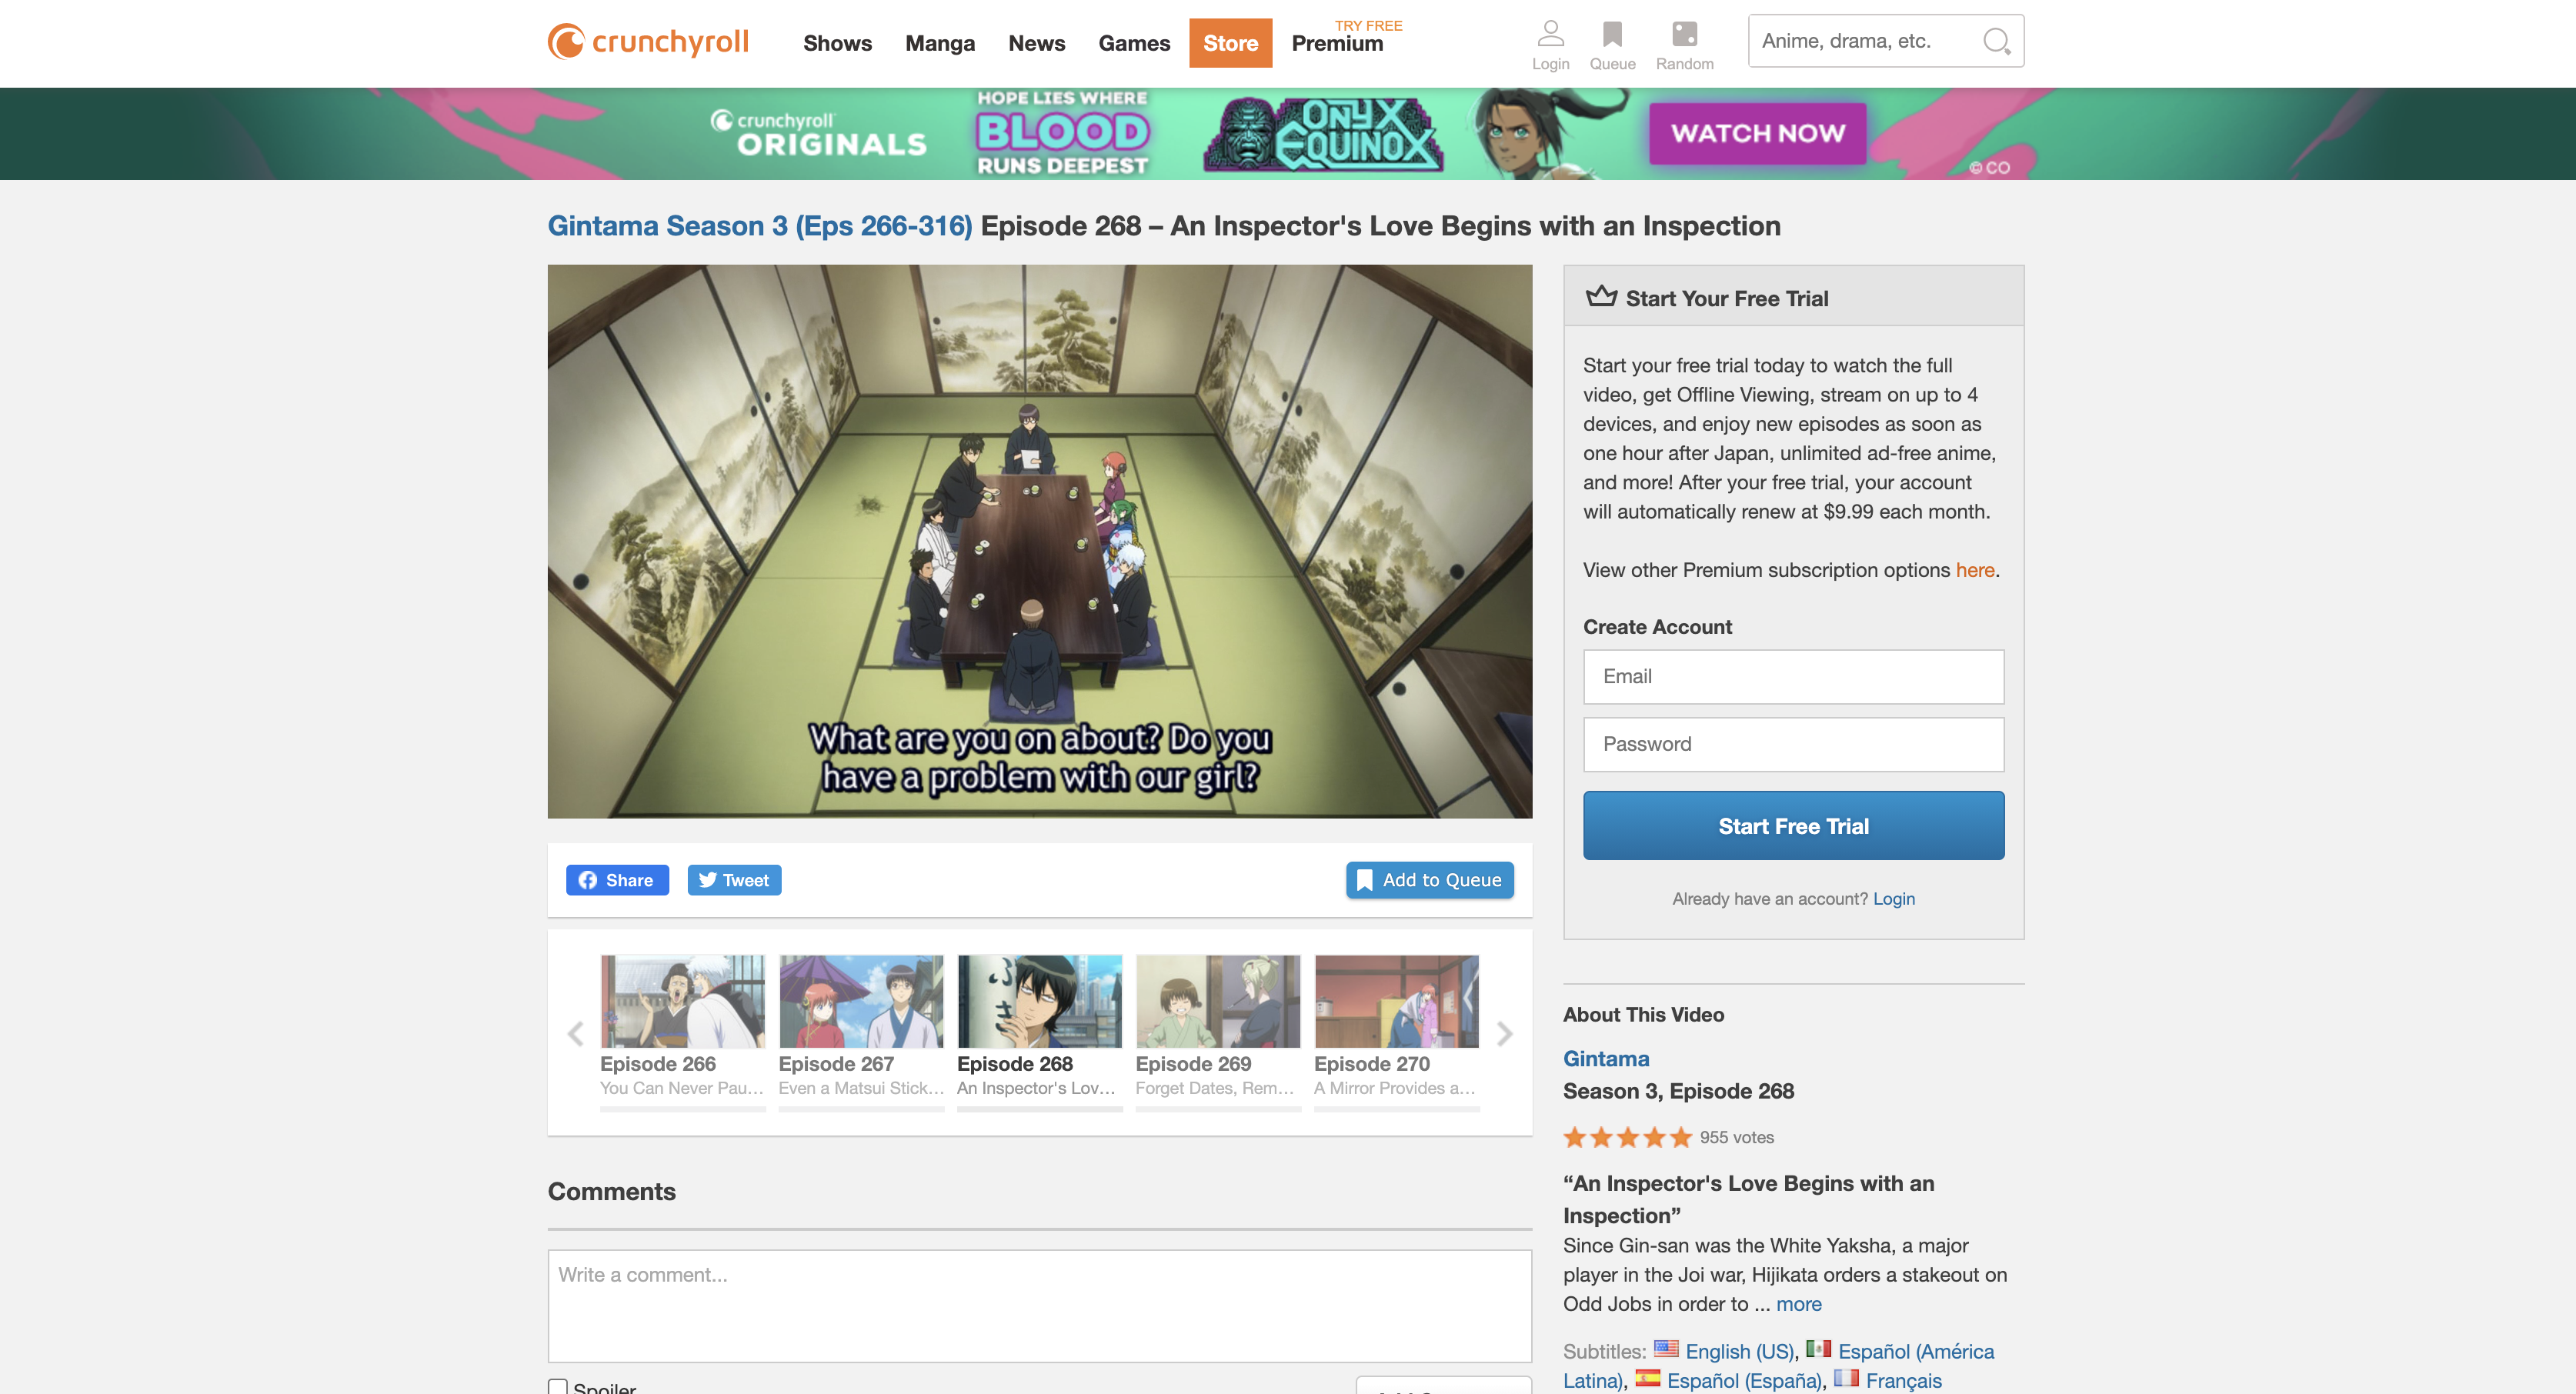 crunchyroll
Shows
Manga
News
Games
Store
TRY FREE
Premium
Login
Queue
Random
Anime, drama, etc.
crunchyroll
ORIGINALS
HOPE LIES WHERE
BLOOD
RUNS DEEPEST
ONYX
EQUINOX
WATCH NOW
© CO
Gintama Season 3 (Eps 266-316) Episode 268 – An Inspector's Love Begins with an Inspection
What are you on about? Do you
have a problem with our girl?
Share
Tweet
Add to Queue
ふ
き
Episode 266
You Can Never Pau...
Episode 267
Even a Matsui Stick...
Episode 268
An Inspector's Lov...
Episode 269
Forget Dates, Rem...
Episode 270
A Mirror Provides a...
Comments
Write a comment...
Spoiler
Start Your Free Trial
Start your free trial today to watch the full
video, get Offline Viewing, stream on up to 4
devices, and enjoy new episodes as soon as
one hour after Japan, unlimited ad-free anime,
and more! After your free trial, your account
will automatically renew at $9.99 each month.
View other Premium subscription options here.
Create Account
Email
Password
Start Free Trial
Already have an account? Login
About This Video
Gintama
Season 3, Episode 268
955 votes
“An Inspector's Love Begins with an
Inspection”
Since Gin-san was the White Yaksha, a major
player in the Joi war, Hijikata orders a stakeout on
Odd Jobs in order to ... more
Subtitles: English (US), Español (América
Latina), Español (España), Français